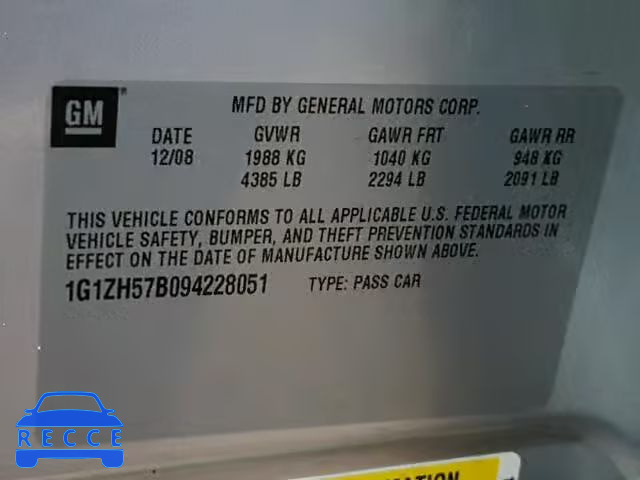 GM
MFD BY GENERAL MOTORS CORP.
DATE GVWR GAWR FRT GAWR RR
12/08 1988 KG 1040 KG 948 KG
4385 LB 2294 LB 2091 LB
THIS VEHICLE CONFORMS TO ALL APPLICABLE U.S. FEDERAL MOTOR
VEHICLE SAFETY, BUMPER, AND THEFT PREVENTION STANDARDS IN
EFFECT ON THE DATE OF MANUFACTURE SHOWN ABOVE.
1G1ZH57B094228051 TYPE: PASS CAR
RECCE